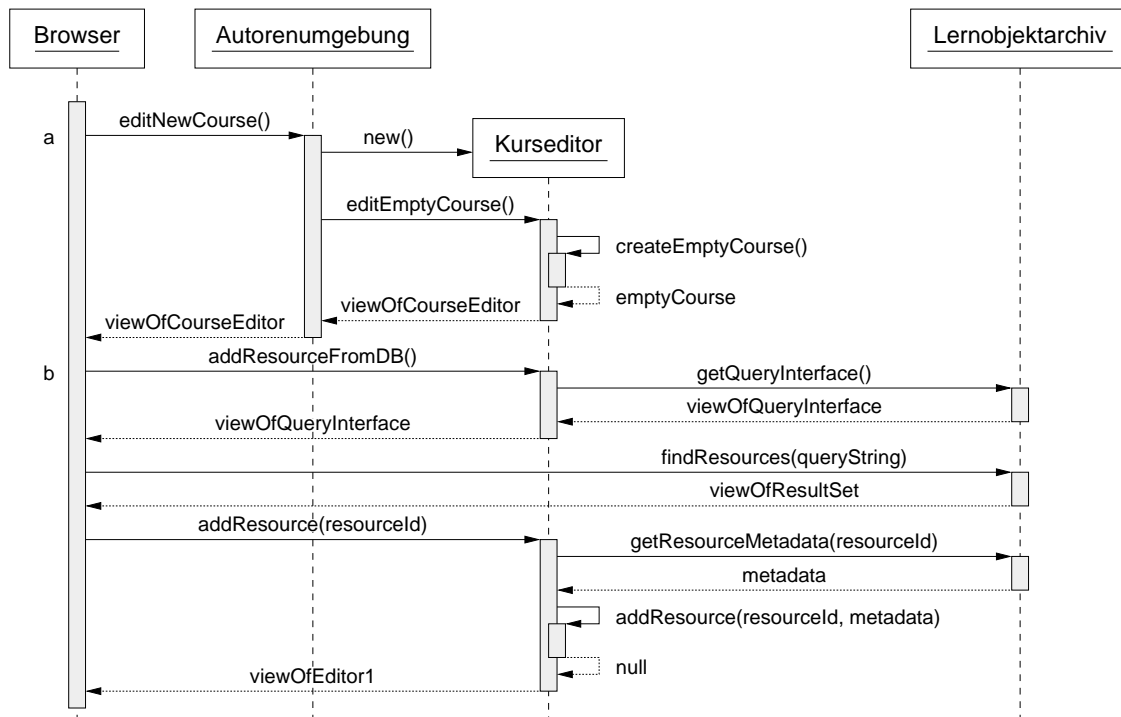 Browser
Autorenumgebung
Lernobjektarchiv
a
editNewCourse()
new()
Kurseditor
editEmptyCourse()
createEmptyCourse()
emptyCourse
viewOfCourseEditor
viewOfCourseEditor
b
addResourceFromDB()
getQueryInterface()
viewOfQueryInterface
viewOfQueryInterface
findResources(queryString)
viewOfResultSet
addResource(resourceId)
getResourceMetadata(resourceId)
metadata
addResource(resourceId, metadata)
null
viewOfEditor1